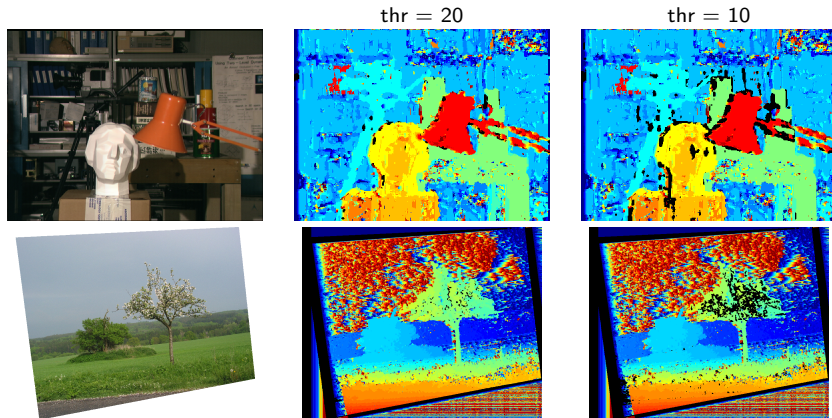 thr = 20
thr = 10